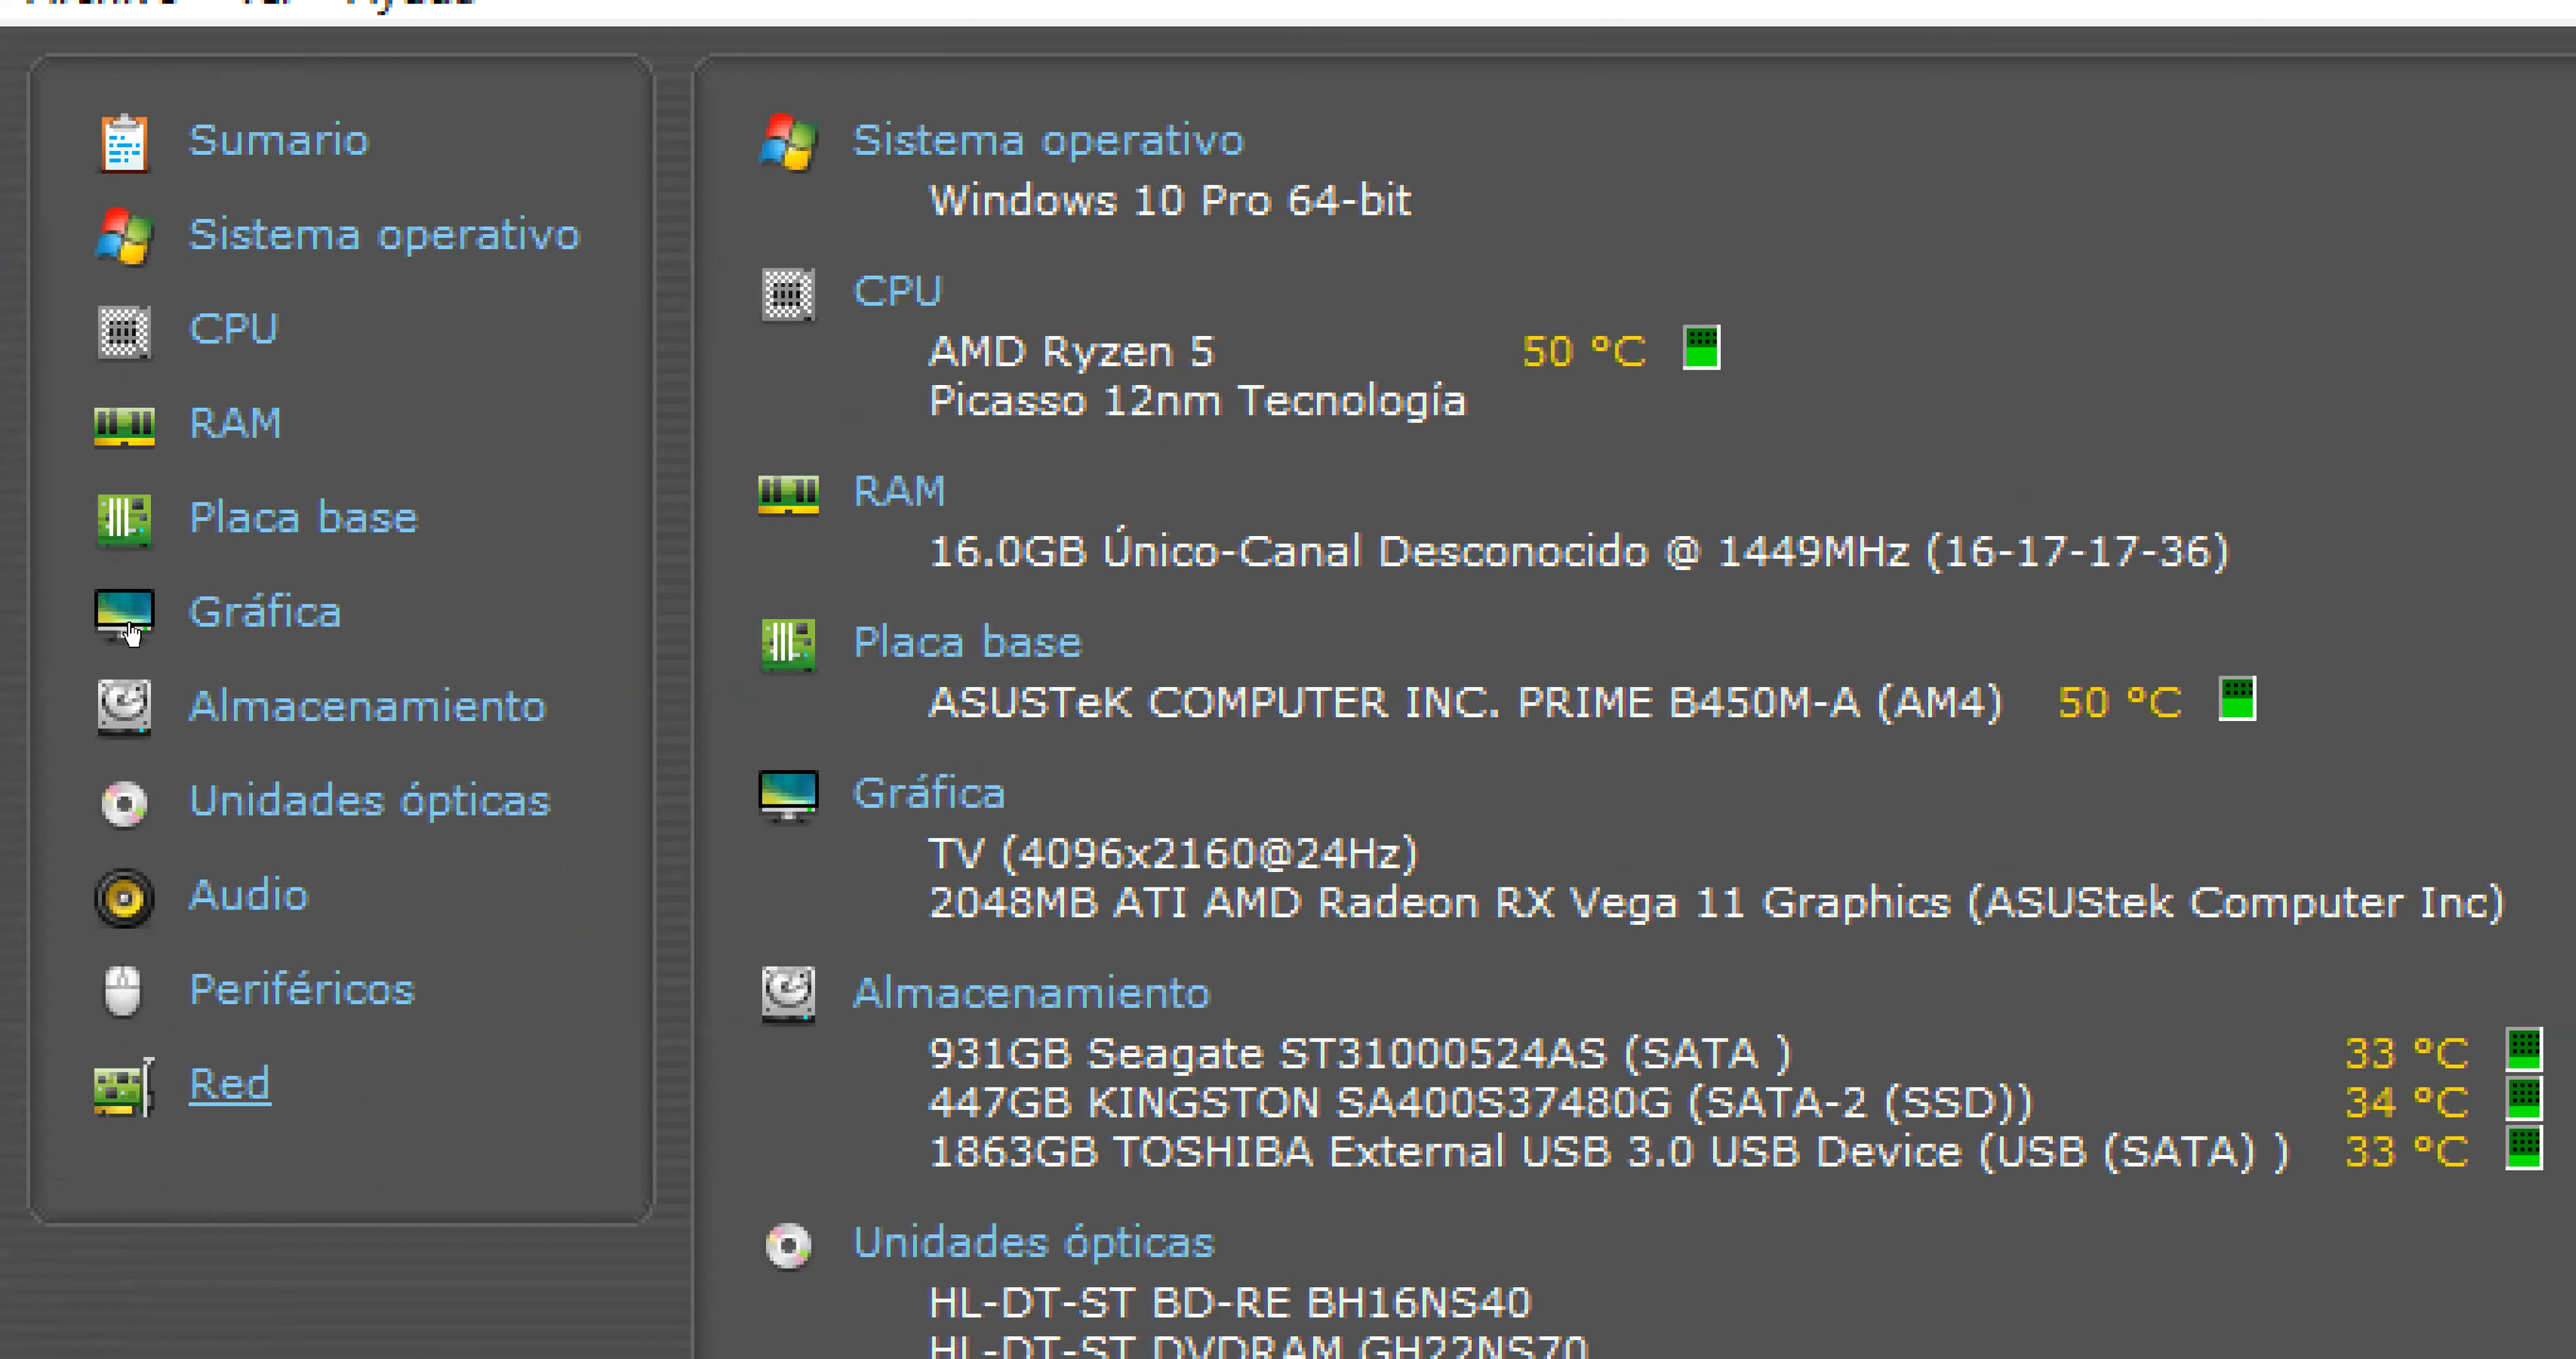 Sumario
Sistema operativo
CPU
RAM
Placa base
Gráfica
Almacenamiento
Unidades ópticas
Audio
Periféricos
Red
Sistema operativo
Windows 10 Pro 64-bit
CPU
AMD Ryzen 5 50 °C
Picasso 12nm Tecnología
RAM
16.0GB Único-Canal Desconocido @ 1449MHz (16-17-17-36)
Placa base
ASUSTeK COMPUTER INC. PRIME B450M-A (AM4) 50 °C
Gráfica
TV (4096x2160@24Hz)
2048MB ATI AMD Radeon RX Vega 11 Graphics (ASUStek Computer Inc)
Almacenamiento
931GB Seagate ST31000524AS (SATA ) 33 °C
447GB KINGSTON SA400S37480G (SATA-2 (SSD)) 34 °C
1863GB TOSHIBA External USB 3.0 USB Device (USB (SATA) ) 33 °C
Unidades ópticas
HL-DT-ST BD-RE BH16NS40
HL-DT-ST DVDRAM GH22NS70